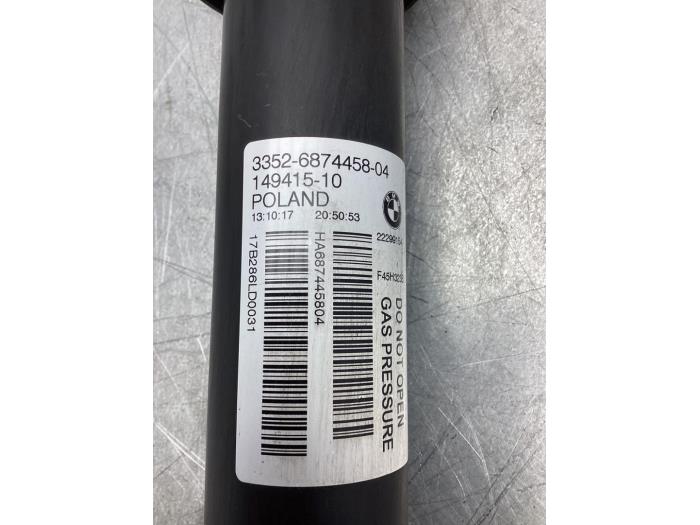 3352-6874458-04
149415-10
POLAND
13:10:17 20:50:53
BMW
17B286LD0031
HA687445804
DO NOT OPEN
GAS PRESSURE